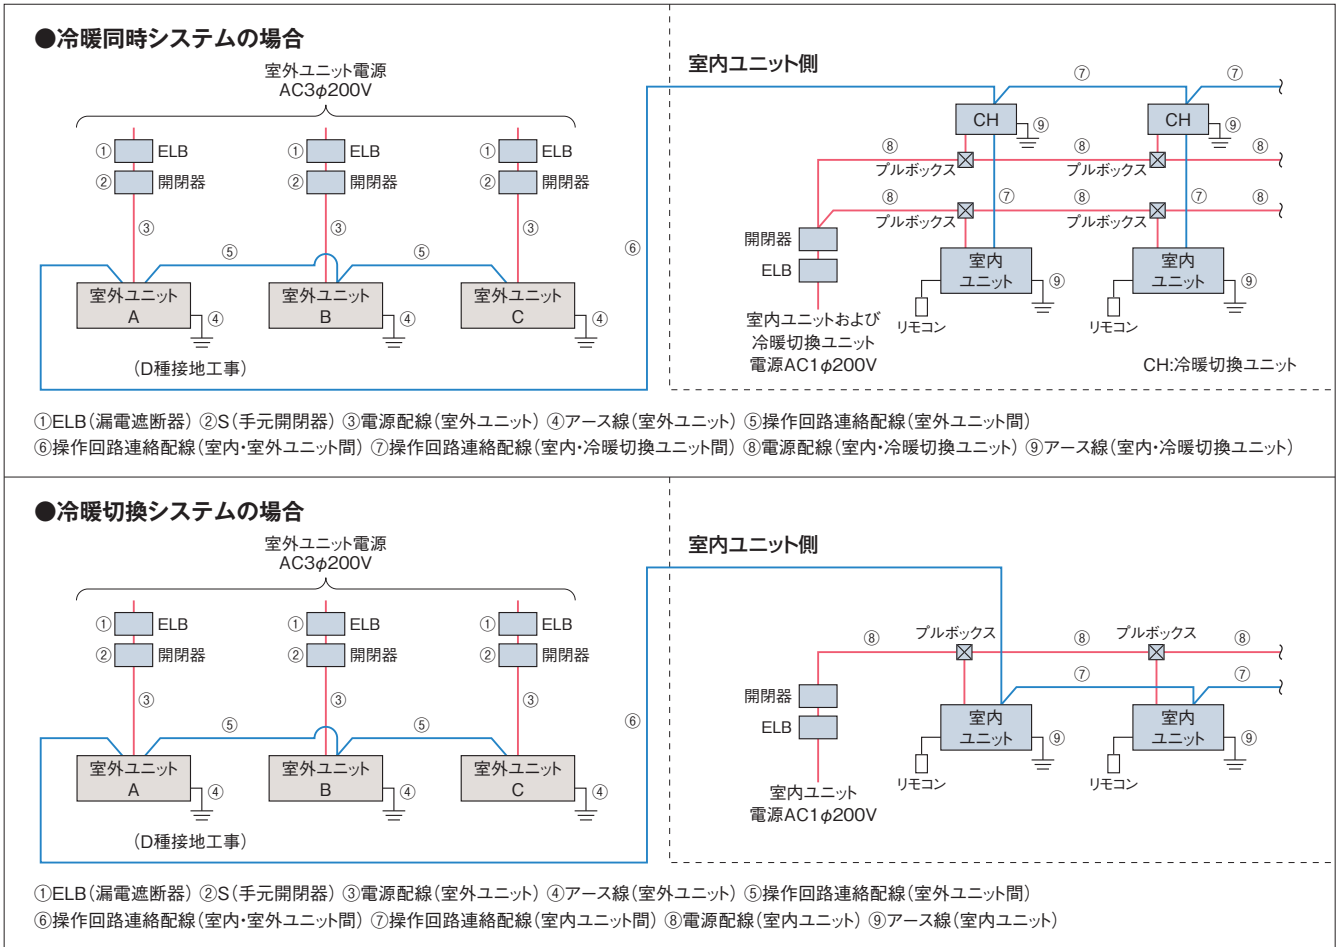 ●冷暖同時システムの場合
室外ユニット電源
AC3φ200V
① ELB ① ELB ① ELB
② 開閉器 ② 開閉器 ② 開閉器
③ ③ ③
⑤ ⑤ ⑥
室外ユニット
A
④
室外ユニット
B
④
室外ユニット
C
④
(D種接地工事)
室内ユニット側
⑦ ⑦
CH ⑨ CH ⑨
⑧ ⑧ ⑧
プルボックス プルボックス
⑧ ⑦ ⑧ ⑦ ⑧
プルボックス プルボックス
開閉器
ELB
室内
ユニット
⑨
室内
ユニット
⑨
リモコン リモコン
室内ユニットおよび
冷暖切換ユニット
電源AC1φ200V
CH:冷暖切換ユニット
①ELB(漏電遮断器) ②S(手元開閉器) ③電源配線(室外ユニット) ④アース線(室外ユニット) ⑤操作回路連絡配線(室外ユニット間)
⑥操作回路連絡配線(室内・室外ユニット間) ⑦操作回路連絡配線(室内・冷暖切換ユニット間) ⑧電源配線(室内・冷暖切換ユニット) ⑨アース線(室内・冷暖切換ユニット)
●冷暖切換システムの場合
室外ユニット電源
AC3φ200V
① ELB ① ELB ① ELB
② 開閉器 ② 開閉器 ② 開閉器
③ ③ ③
⑤ ⑤ ⑥
室外ユニット
A
④
室外ユニット
B
④
室外ユニット
C
④
(D種接地工事)
室内ユニット側
プルボックス プルボックス
⑧ ⑧ ⑧
⑦ ⑦
開閉器
ELB
室内
ユニット
⑨
室内
ユニット
⑨
リモコン リモコン
室内ユニット
電源AC1φ200V
①ELB(漏電遮断器) ②S(手元開閉器) ③電源配線(室外ユニット) ④アース線(室外ユニット) ⑤操作回路連絡配線(室外ユニット間)
⑥操作回路連絡配線(室内・室外ユニット間) ⑦操作回路連絡配線(室内ユニット間) ⑧電源配線(室内ユニット) ⑨アース線(室内ユニット)